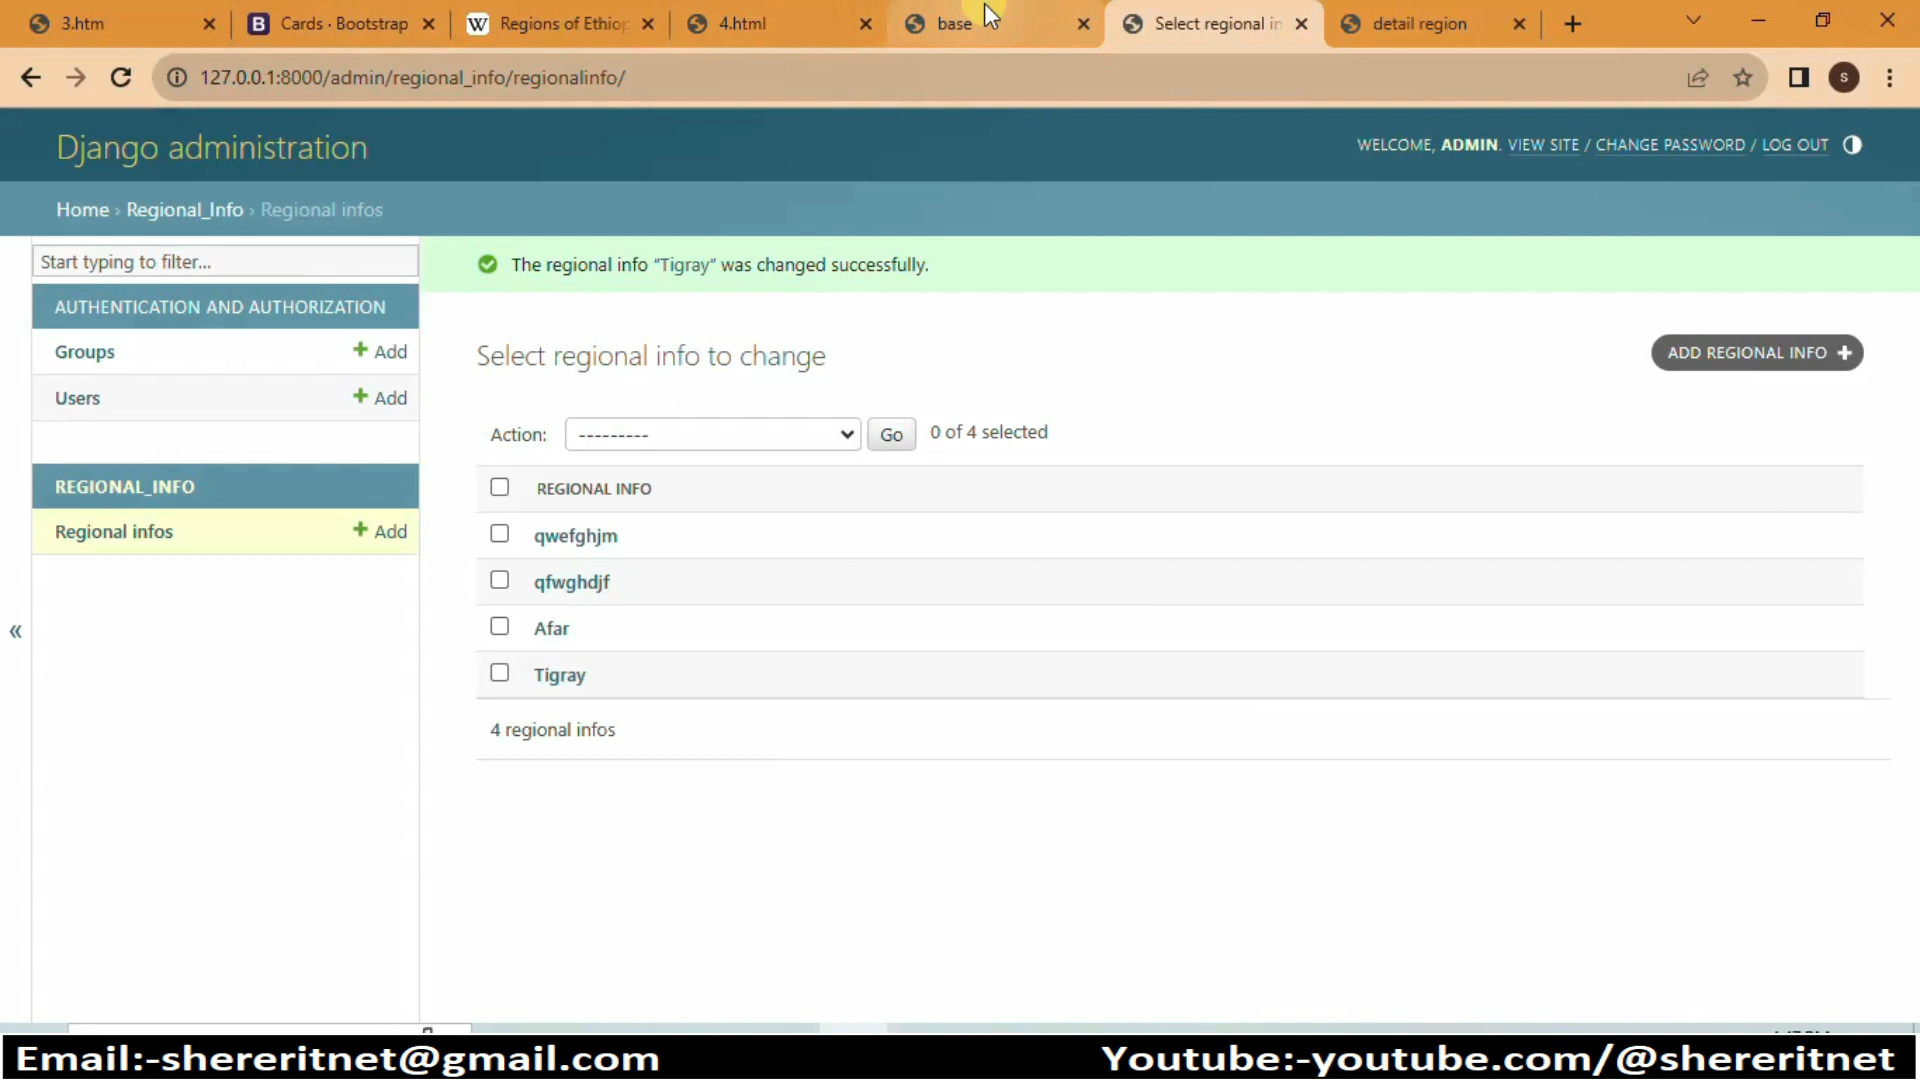 3.htm
Cards · Bootstrap
Regions of Ethiop
4.html
base
Select regional in
detail region
127.0.0.1:8000/admin/regional_info/regionalinfo/
S
Django administration
WELCOME, ADMIN. VIEW SITE / CHANGE PASSWORD / LOG OUT
Home › Regional_Info › Regional infos
Start typing to filter...
The regional info “Tigray” was changed successfully.
AUTHENTICATION AND AUTHORIZATION
Groups + Add
Users + Add
Select regional info to change
ADD REGIONAL INFO +
Action: --------- Go 0 of 4 selected
REGIONAL_INFO
Regional infos + Add
REGIONAL INFO
qwefghjm
qfwghdjf
Afar
Tigray
4 regional infos
«
Email:-shereritnet@gmail.com
Youtube:-youtube.com/@shereritnet